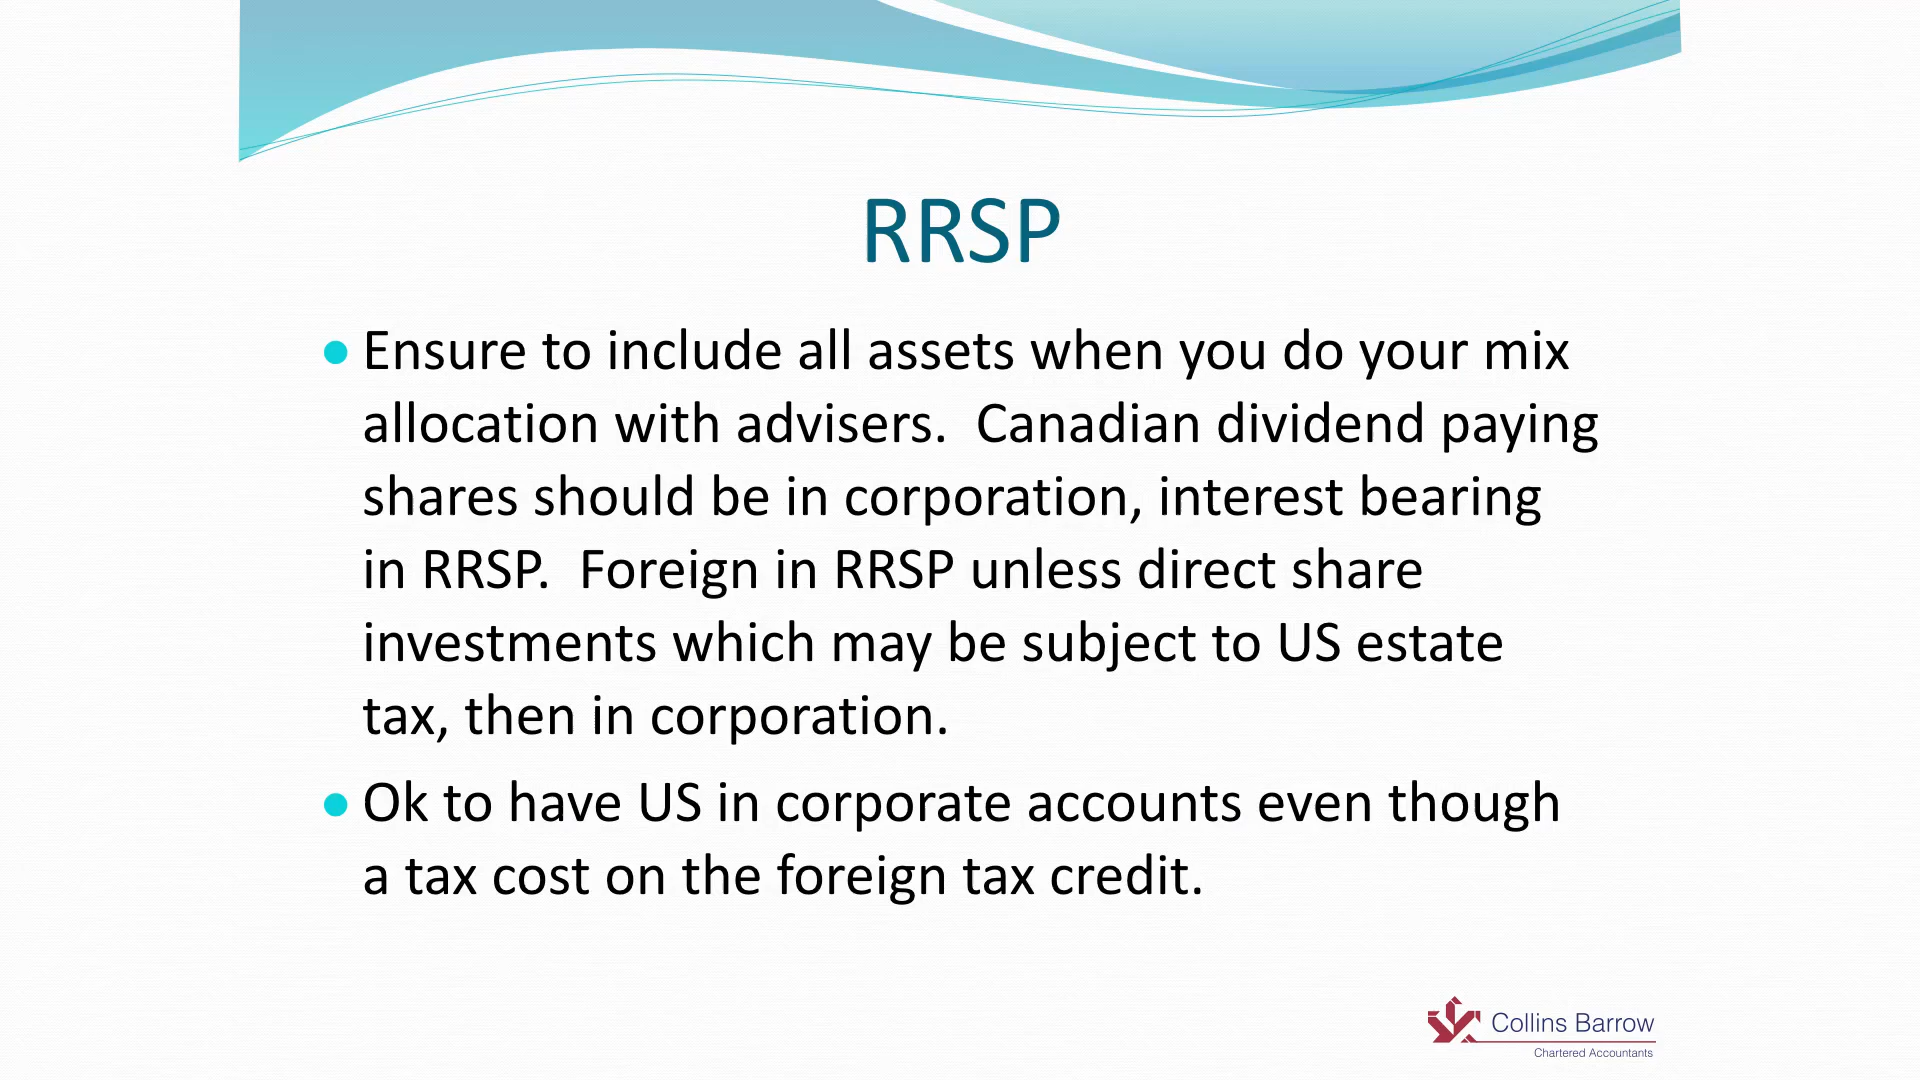 RRSP
• Ensure to include all assets when you do your mix
allocation with advisers.  Canadian dividend paying
shares should be in corporation, interest bearing
in RRSP.  Foreign in RRSP unless direct share
investments which may be subject to US estate
tax, then in corporation.
• Ok to have US in corporate accounts even though
a tax cost on the foreign tax credit.
Collins Barrow
Chartered Accountants